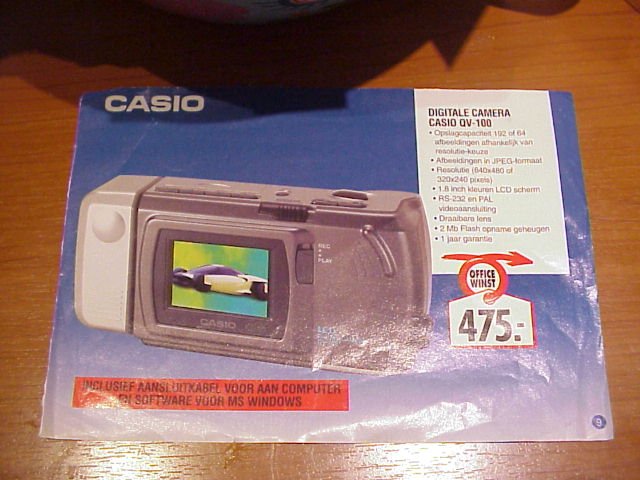 CASIO
DIGITALE CAMERA
CASIO QV-100
• Opslagcapaciteit 192 of 64
afbeeldingen afhankelijk van
resolutie-keuze
• Afbeeldingen in JPEG-formaat
• Resolutie (640x480 of
320x240 pixels)
• 1.8 inch kleuren LCD scherm
• RS-232 en PAL
videoaansluiting
• Draaibare lens
• 2 Mb Flash opname geheugen
• 1 jaar garantie
OFFICE
WINST
475.-
REC
PLAY
CASIO
INCLUSIEF AANSLUITKABEL VOOR AAN COMPUTER
EN SOFTWARE VOOR MS WINDOWS
9